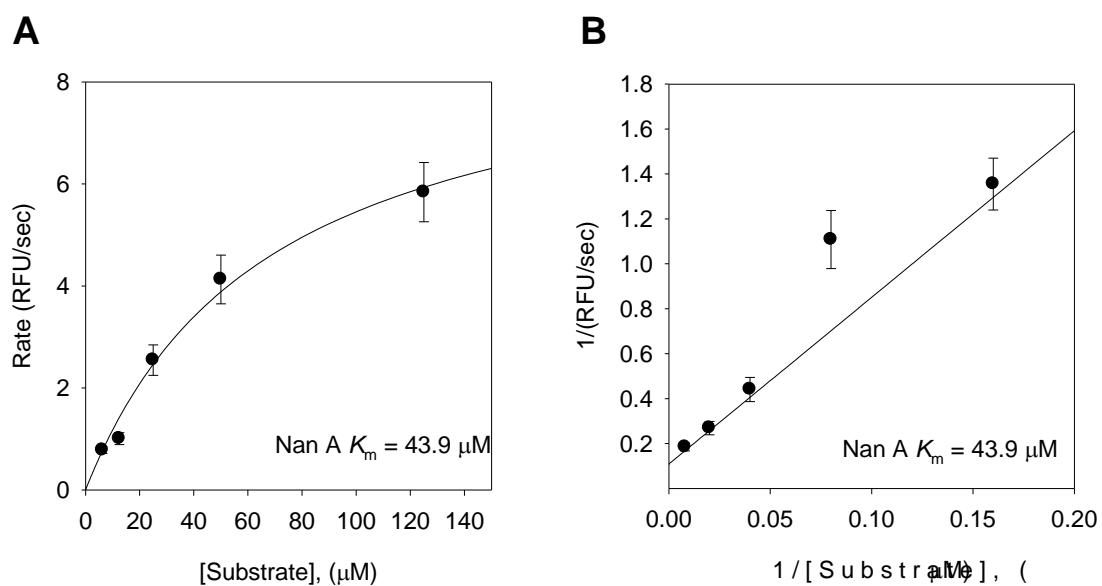 A
B
8
6
4
2
0
Rate (RFU/sec)
Nan A Km = 43.9 μM
0 20 40 60 80 100 120 140
[Substrate], (μM)
1.8
1.6
1.4
1.2
1.0
0.8
0.6
0.4
0.2
1/(RFU/sec)
Nan A Km = 43.9 μM
0.00 0.05 0.10 0.15 0.20
1/[Substrate], (μM)